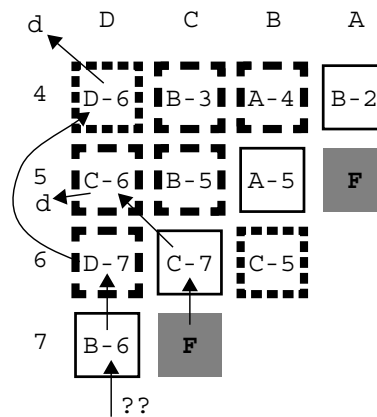 D C B A
d
4 D-6 B-3 A-4 B-2
5 C-6 B-5 A-5 F
d
6 D-7 C-7 C-5
7 B-6 F
??